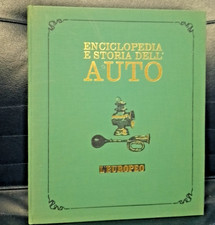 ENCICLOPEDIA
E STORIA DELL'
AUTO
L'EUROPEO